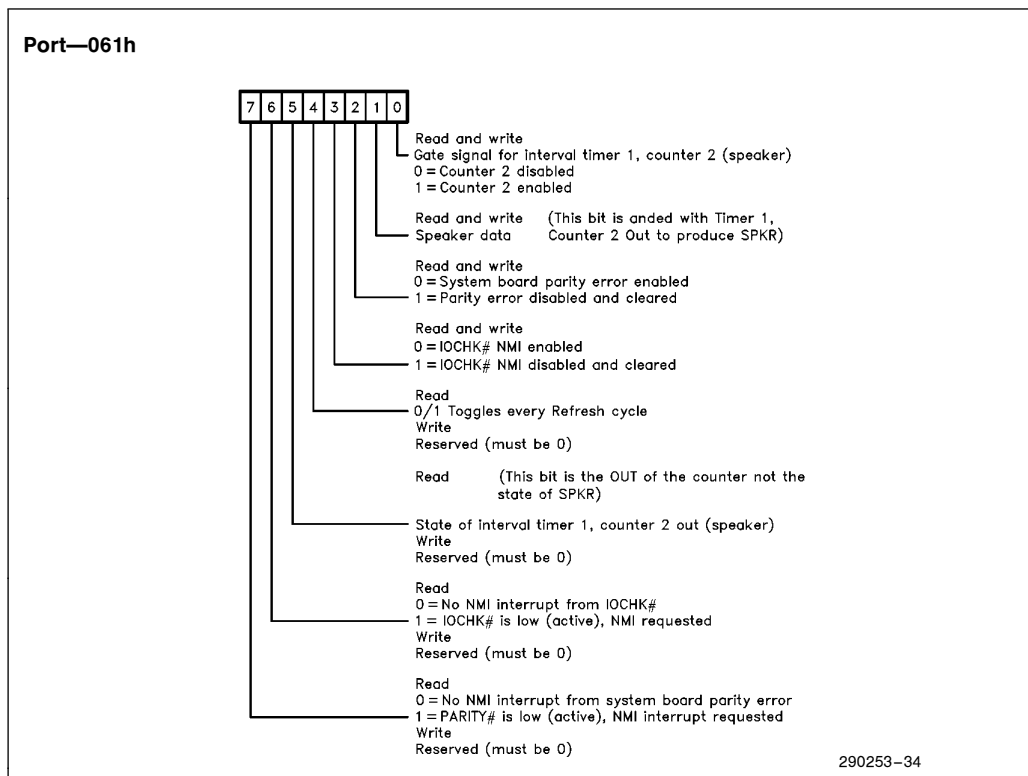 Port—061h
7 6 5 4 3 2 1 0
Read and write
Gate signal for interval timer 1, counter 2 (speaker)
0 = Counter 2 disabled
1 = Counter 2 enabled
Read and write (This bit is anded with Timer 1,
Speaker data Counter 2 Out to produce SPKR)
Read and write
0 = System board parity error enabled
1 = Parity error disabled and cleared
Read and write
0 = IOCHK# NMI enabled
1 = IOCHK# NMI disabled and cleared
Read
0/1 Toggles every Refresh cycle
Write
Reserved (must be 0)
Read (This bit is the OUT of the counter not the
state of SPKR)
State of interval timer 1, counter 2 out (speaker)
Write
Reserved (must be 0)
Read
0 = No NMI interrupt from IOCHK#
1 = IOCHK# is low (active), NMI requested
Write
Reserved (must be 0)
Read
0 = No NMI interrupt from system board parity error
1 = PARITY# is low (active), NMI interrupt requested
Write
Reserved (must be 0)
290253–34